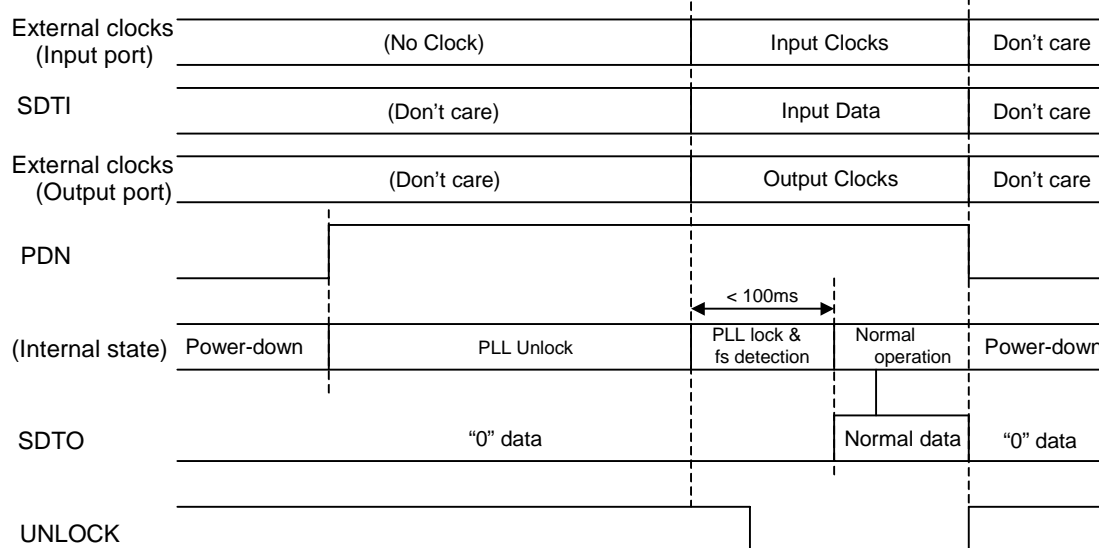 External clocks
(Input port)
(No Clock)
Input Clocks
Don't care
SDTI
(Don't care)
Input Data
Don't care
External clocks
(Output port)
(Don't care)
Output Clocks
Don't care
PDN
< 100ms
(Internal state)
Power-down
PLL Unlock
PLL lock &
fs detection
Normal
operation
Power-down
SDTO
“0” data
Normal data
“0” data
UNLOCK